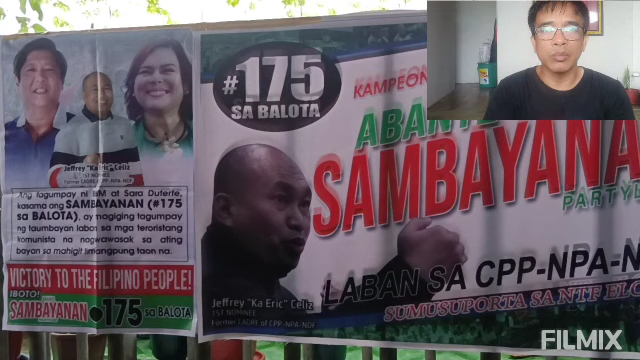 Jeffrey "Ka Eric" Celiz
1ST NOMINEE
Former CADRE of CPP-NPA-NDF
Ang tagumpay ni BBM at Sara Duterte,
kasama ang SAMBAYANAN (#175
sa BALOTA), ay magiging tagumpay
ng taumbayan laban sa mga teroristang
komunista na nagwawasak sa ating
bayan sa mahigit limangpung taon na.
VICTORY TO THE FILIPINO PEOPLE!
IBOTO!
SAMBAYANAN 175 sa BALOTA
#175
SA BALOTA
KAMPEON
ABANTE
SAMBAYANA
PARTYL
LABAN SA CPP-NPA-N
SUMUSUPORTA SA NTF ELC
Jeffrey "Ka Eric" Celiz
1ST NOMINEE
Former CADRE of CPP-NPA-NDF
FILMIX